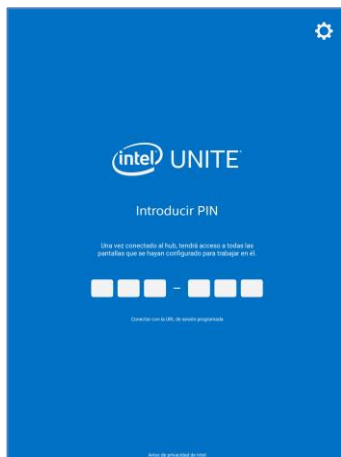 intel UNITE
Introducir PIN
Una vez conectado al hub, tendrá acceso a todas las
pantallas que se hayan configurado para trabajar en él.
–
Conectar con la URL de sesión programada
Aviso de privacidad de Intel